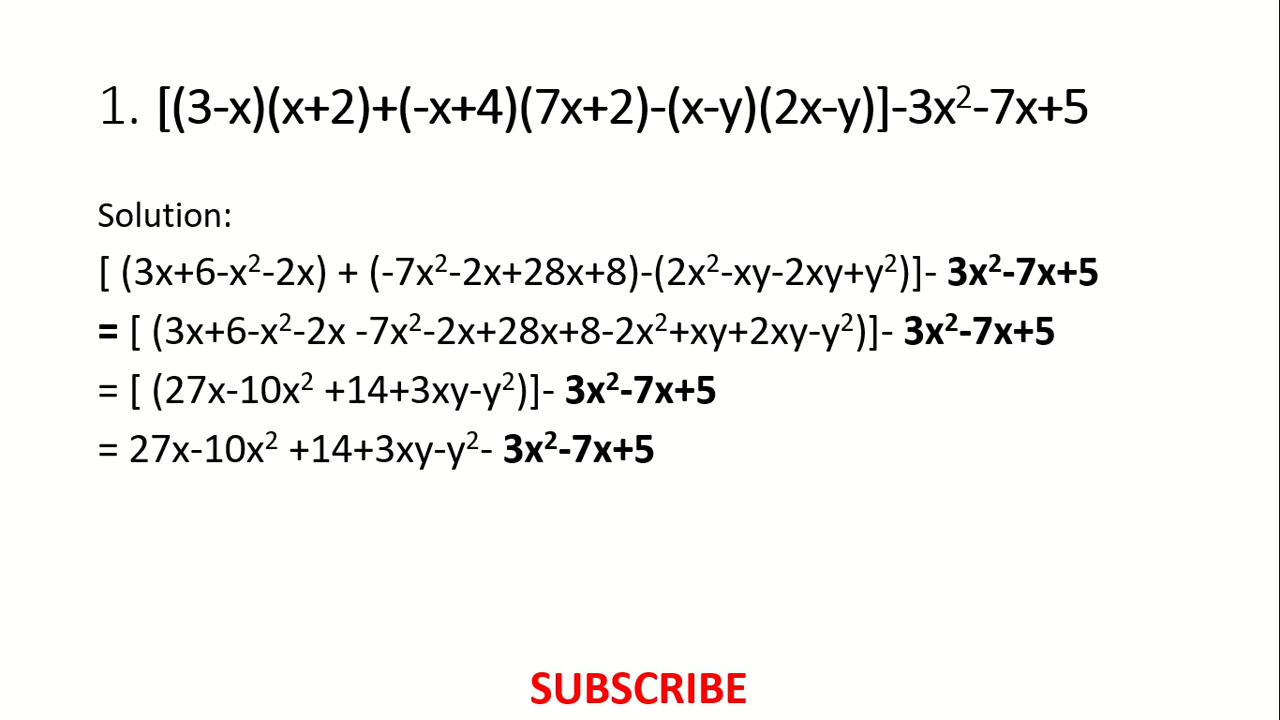 1. [(3-x)(x+2)+(-x+4)(7x+2)-(x-y)(2x-y)]-3x²-7x+5
Solution:
[ (3x+6-x²-2x) + (-7x²-2x+28x+8)-(2x²-xy-2xy+y²)]- 3x²-7x+5
= [ (3x+6-x²-2x -7x²-2x+28x+8-2x²+xy+2xy-y²)]- 3x²-7x+5
= [ (27x-10x² +14+3xy-y²)]- 3x²-7x+5
= 27x-10x² +14+3xy-y²- 3x²-7x+5
SUBSCRIBE